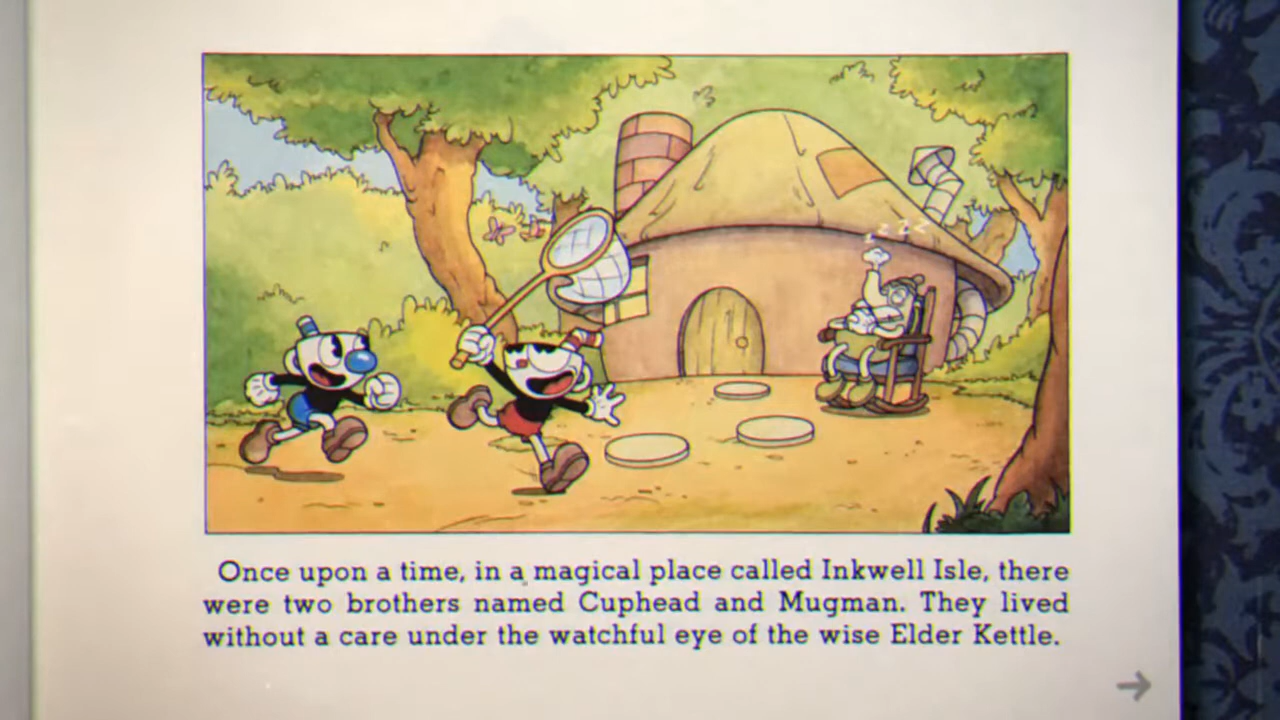 z z z z
Once upon a time, in a magical place called Inkwell Isle, there
were two brothers named Cuphead and Mugman. They lived
without a care under the watchful eye of the wise Elder Kettle.